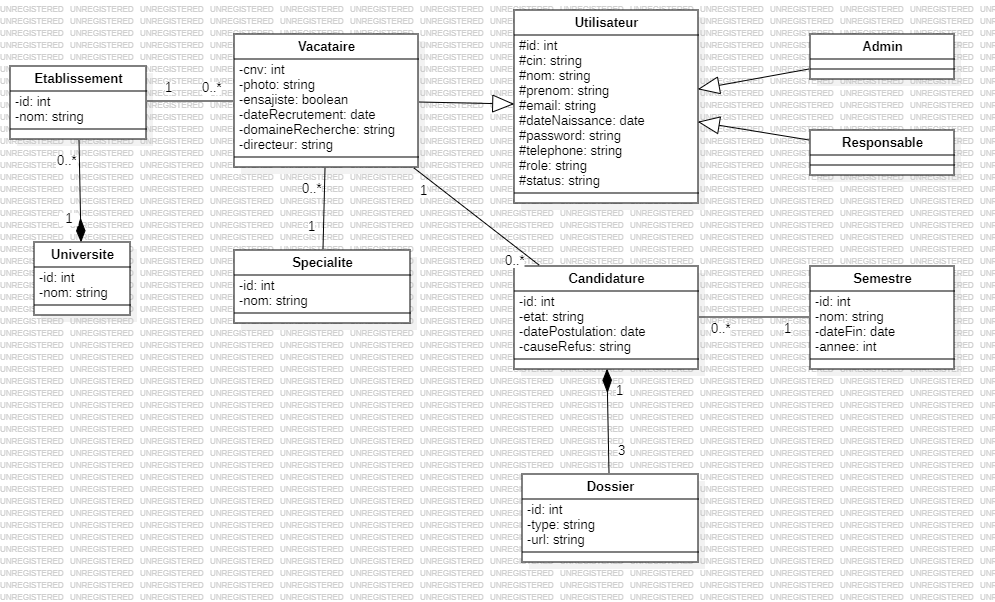 Etablissement
-id: int
-nom: string
1
0..*
Vacataire
-cnv: int
-photo: string
-ensajiste: boolean
-dateRecrutement: date
-domaineRecherche: string
-directeur: string
Utilisateur
#id: int
#cin: string
#nom: string
#prenom: string
#email: string
#dateNaissance: date
#password: string
#telephone: string
#role: string
#status: string
Admin
Responsable
0..*
1
Universite
-id: int
-nom: string
0..*
1
Specialite
-id: int
-nom: string
1
0..*
Candidature
-id: int
-etat: string
-datePostulation: date
-causeRefus: string
0..*
1
Semestre
-id: int
-nom: string
-dateFin: date
-annee: int
1
3
Dossier
-id: int
-type: string
-url: string
UNREGISTERED